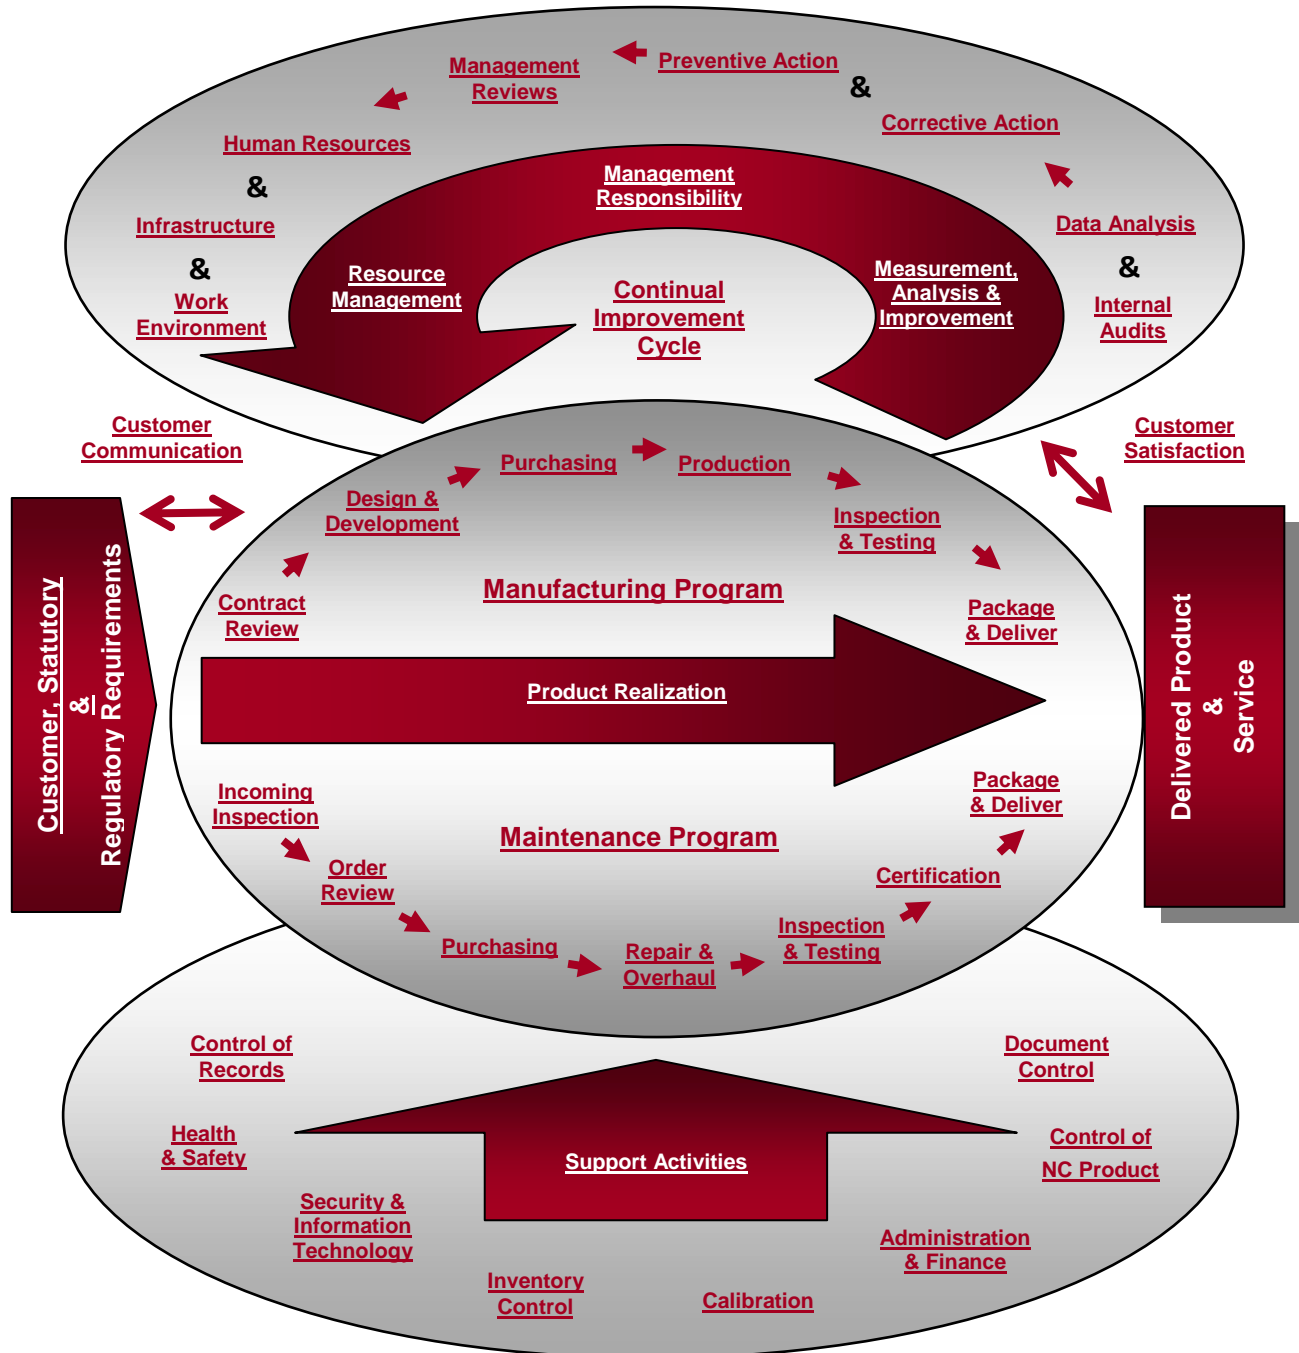 Preventive Action
Management
Reviews
&
Corrective Action
Human Resources
&
Infrastructure
&
Work
Environment
Management
Responsibility
Data Analysis
&
Internal
Audits
Resource
Management
Measurement,
Analysis &
Improvement
Continual
Improvement
Cycle
Customer
Communication
Customer
Satisfaction
Customer, Statutory
&
Regulatory Requirements
Purchasing
Production
Design &
Development
Inspection
& Testing
Contract
Review
Package
& Deliver
Manufacturing Program
Product Realization
Delivered Product
&
Service
Incoming
Inspection
Package
& Deliver
Maintenance Program
Order
Review
Certification
Purchasing
Repair &
Overhaul
Inspection
& Testing
Control of
Records
Document
Control
Health
& Safety
Support Activities
Control of
NC Product
Security &
Information
Technology
Administration
& Finance
Inventory
Control
Calibration